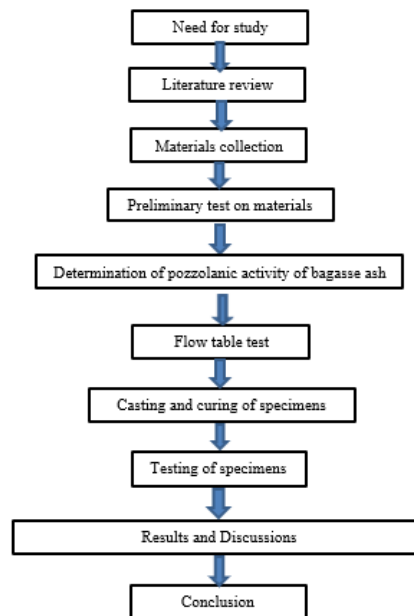 Need for study
Literature review
Materials collection
Preliminary test on materials
Determination of pozzolanic activity of bagasse ash
Flow table test
Casting and curing of specimens
Testing of specimens
Results and Discussions
Conclusion